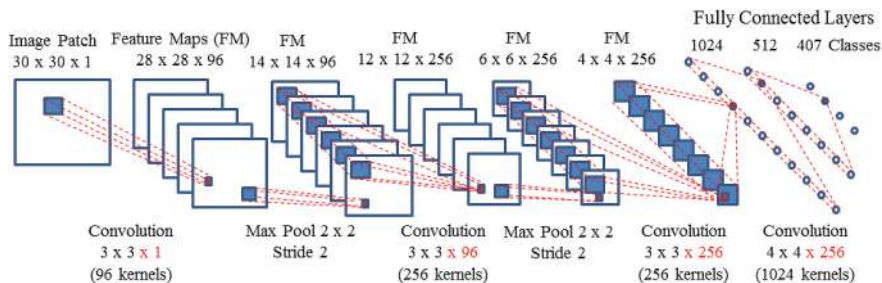 Fully Connected Layers
Image Patch
30 x 30 x 1
Feature Maps (FM)
28 x 28 x 96
FM
14 x 14 x 96
FM
12 x 12 x 256
FM
6 x 6 x 256
FM
4 x 4 x 256
1024
512
407 Classes
Convolution
3 x 3 x 1
(96 kernels)
Max Pool 2 x 2
Stride 2
Convolution
3 x 3 x 96
(256 kernels)
Max Pool 2 x 2
Stride 2
Convolution
3 x 3 x 256
(256 kernels)
Convolution
4 x 4 x 256
(1024 kernels)